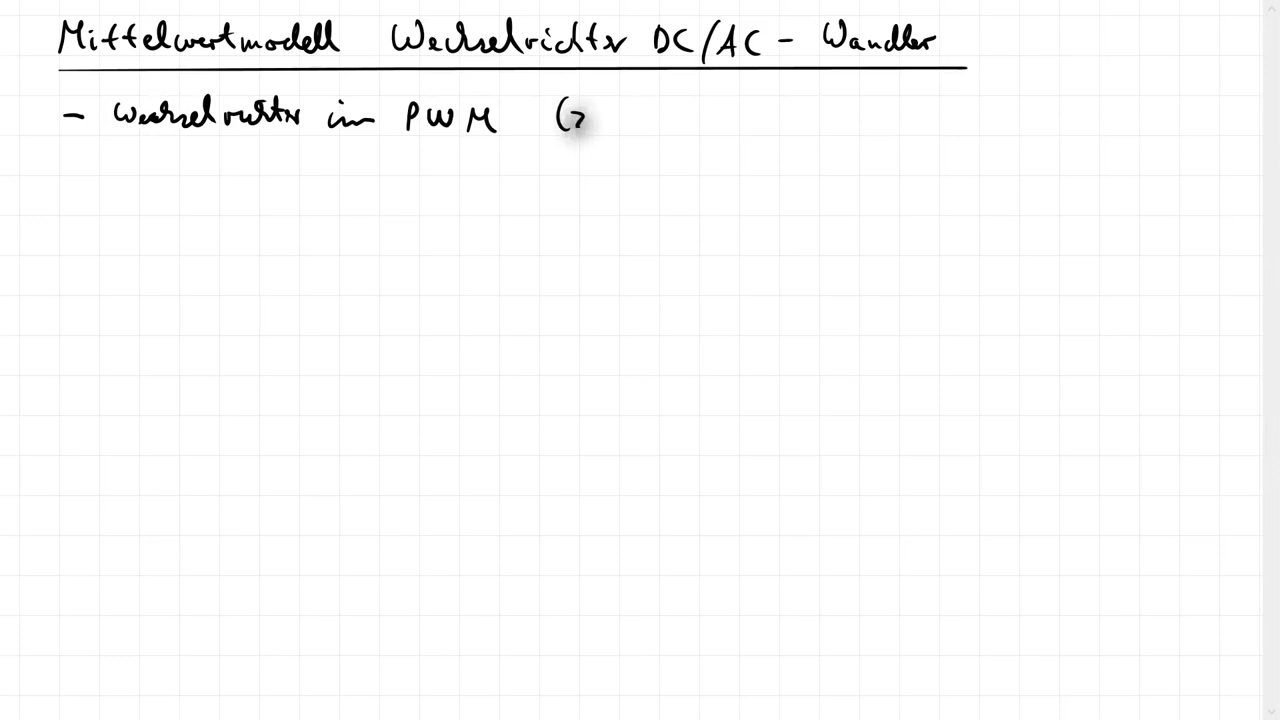 Mittelwertmodell Wechselrichter DC/AC - Wandler
- Wechselrichter im PWM (